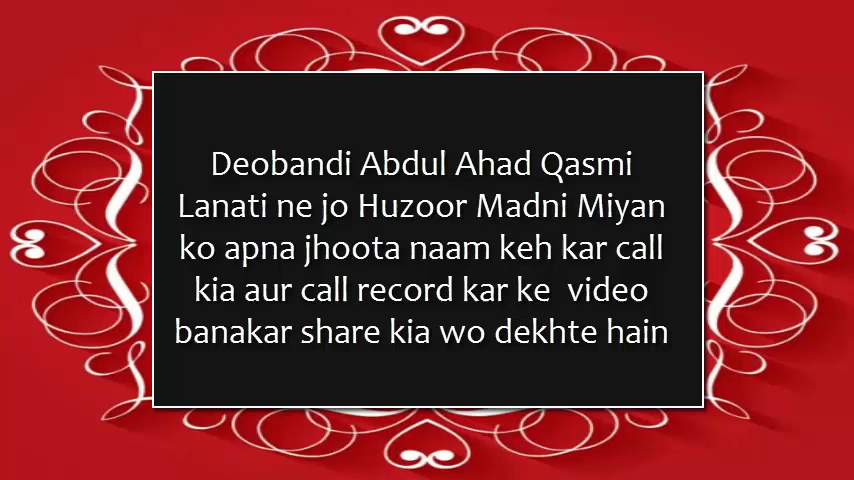 Deobandi Abdul Ahad Qasmi
Lanati ne jo Huzoor Madni Miyan
ko apna jhoota naam keh kar call
kia aur call record kar ke  video
banakar share kia wo dekhte hain